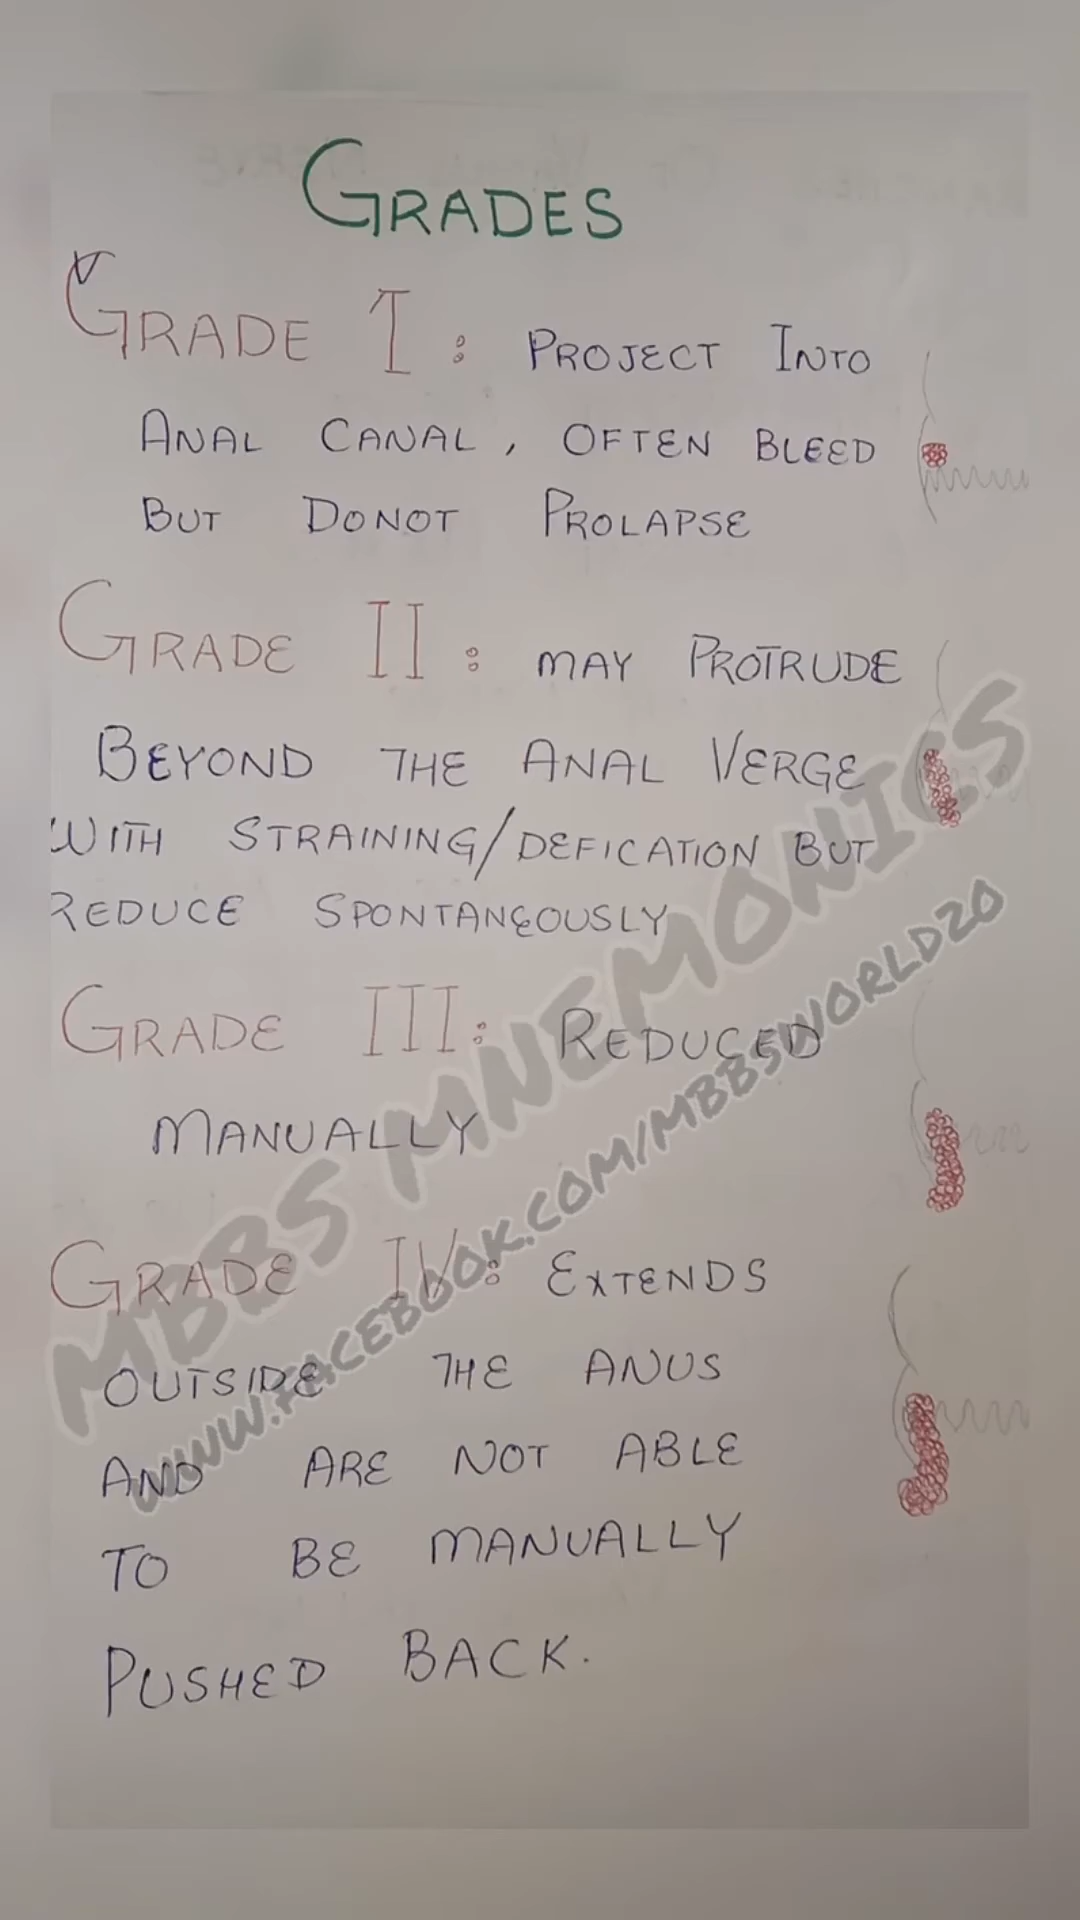 GRADES
GRADE I : PROJECT INTO
ANAL CANAL, OFTEN BLEED
BUT DONOT PROLAPSE
GRADE II : MAY PROTRUDE
BEYOND THE ANAL VERGE
WITH STRAINING/DEFICATION BUT
REDUCE SPONTANEOUSLY
GRADE III : REDUCED
MANUALLY
GRADE IV : EXTENDS
OUTSIDE THE ANUS
AND ARE NOT ABLE
TO BE MANUALLY
PUSHED BACK.
MBBS MNEMONICS
WWW.FACEBOOK.COM/MBBSWORLD20